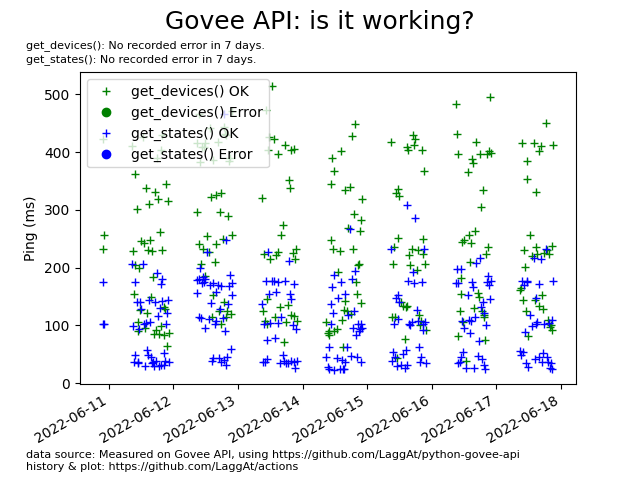 Govee API: is it working?
get_devices(): No recorded error in 7 days.
get_states(): No recorded error in 7 days.
get_devices() OK
get_devices() Error
get_states() OK
get_states() Error
Ping (ms)
500
400
300
200
100
0
2022-06-11
2022-06-12
2022-06-13
2022-06-14
2022-06-15
2022-06-16
2022-06-17
2022-06-18
data source: Measured on Govee API, using https://github.com/LaggAt/python-govee-api
history & plot: https://github.com/LaggAt/actions